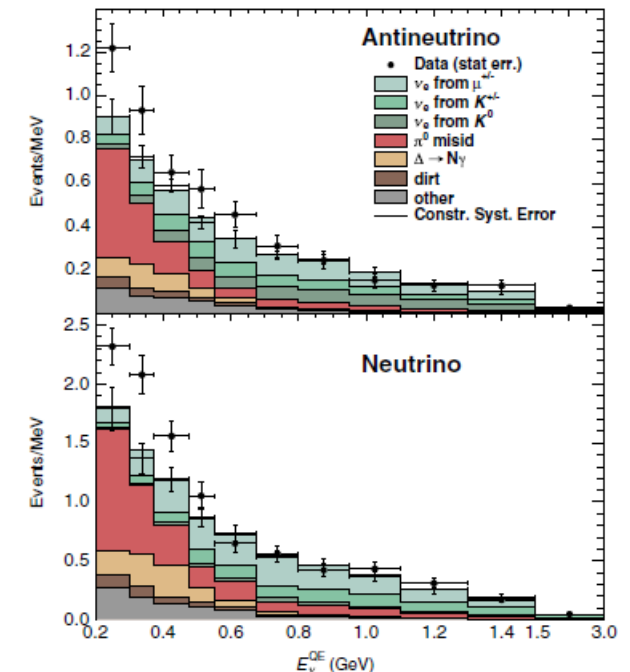 Antineutrino
Data (stat err.)
νe from μ+/-
νe from K+/-
νe from K0
π0 misid
Δ → Nγ
dirt
other
Constr. Syst. Error
Events/MeV
1.2
1.0
0.8
0.6
0.4
0.2
Neutrino
Events/MeV
2.5
2.0
1.5
1.0
0.5
0.0
0.2 0.4 0.6 0.8 1.0 1.2 1.4 1.5 3.0
EνQE (GeV)